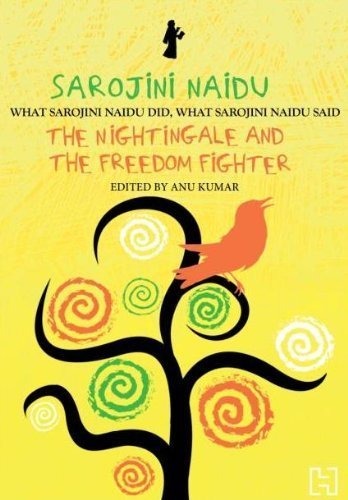 SAROJINI NAIDU
WHAT SAROJINI NAIDU DID, WHAT SAROJINI NAIDU SAID
THE NIGHTINGALE AND
THE FREEDOM FIGHTER
EDITED BY ANU KUMAR
H